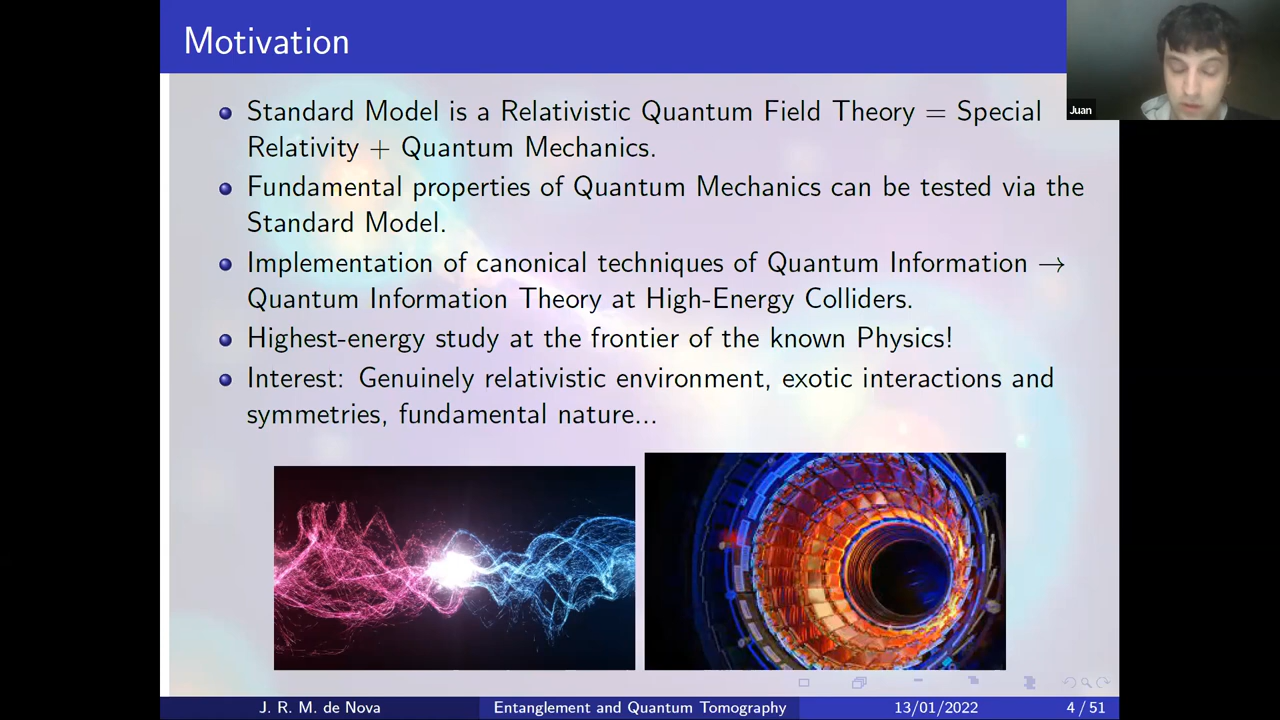 Motivation
Juan
Standard Model is a Relativistic Quantum Field Theory = Special
Relativity + Quantum Mechanics.
Fundamental properties of Quantum Mechanics can be tested via the
Standard Model.
Implementation of canonical techniques of Quantum Information →
Quantum Information Theory at High-Energy Colliders.
Highest-energy study at the frontier of the known Physics!
Interest: Genuinely relativistic environment, exotic interactions and
symmetries, fundamental nature...
J. R. M. de Nova Entanglement and Quantum Tomography 13/01/2022 4 / 51